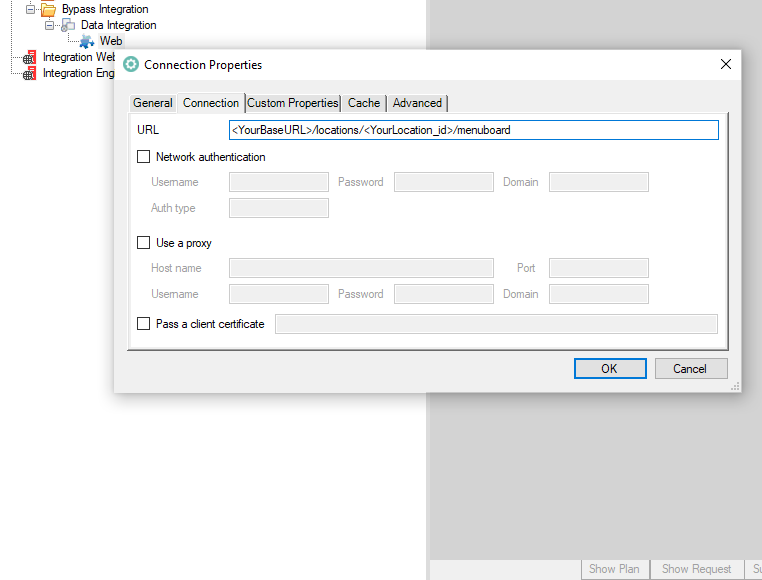 Bypass Integration
Data Integration
Web
Integration Web
Integration Eng
Connection Properties
General Connection Custom Properties Cache Advanced
URL <YourBaseURL>/locations/<YourLocation_id>/menuboard
Network authentication
Username Password Domain
Auth type
Use a proxy
Host name Port
Username Password Domain
Pass a client certificate
OK Cancel
Show Plan Show Request Su